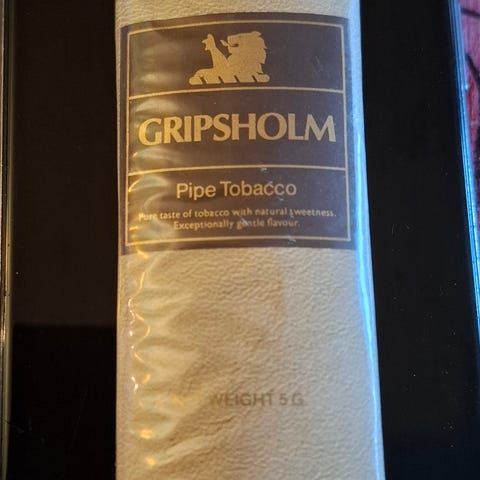 GRIPSHOLM
Pipe Tobacco
Pure taste of tobacco with natural sweetness.
Exceptionally gentle flavour.
WEIGHT 5 G